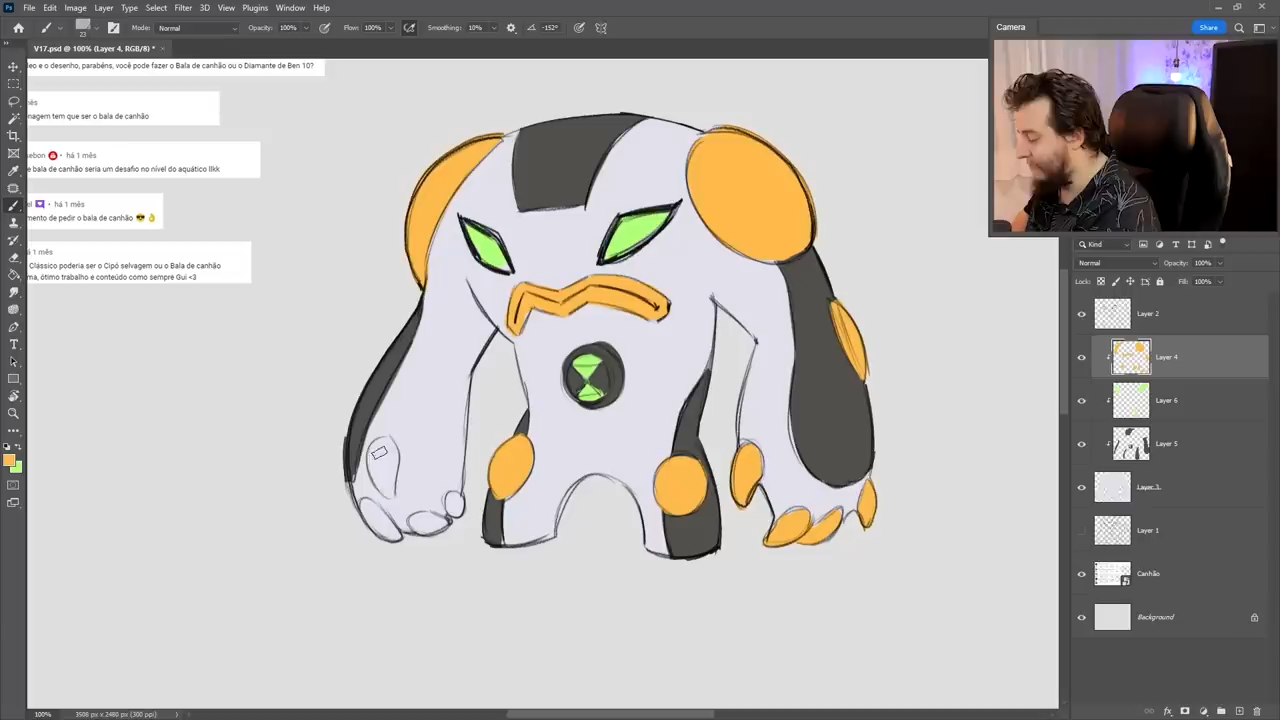 File Edit Image Layer Type Select Filter 3D View Plugins Window Help
Mode: Normal Opacity: 100% Flow: 100% Smoothing: 10% -152° Share
V17.psd @ 100% (Layer 4, RGB/8) *
Camera
eo e o desenho, parabéns, você pode fazer o Bala de canhão ou o Diamante de Ben 10?
magem tem que ser o bala de canhão
há 1 mês
e bala de canhão seria um desafio no nível do aquático
há 1 mês
mento de pedir o bala de canhão 😎 👌
á 1 mês
Clássico poderia ser o Cipó selvagem ou o Bala de canhão
ma, ótimo trabalho e conteúdo como sempre Gui <3
Kind
Normal Opacity: 100%
Lock: Fill: 100%
Layer 2
Layer 4
Layer 6
Layer 5
Layer 3
Layer 1
Canhão
Background
100% 3508 px x 2480 px (300 ppi)